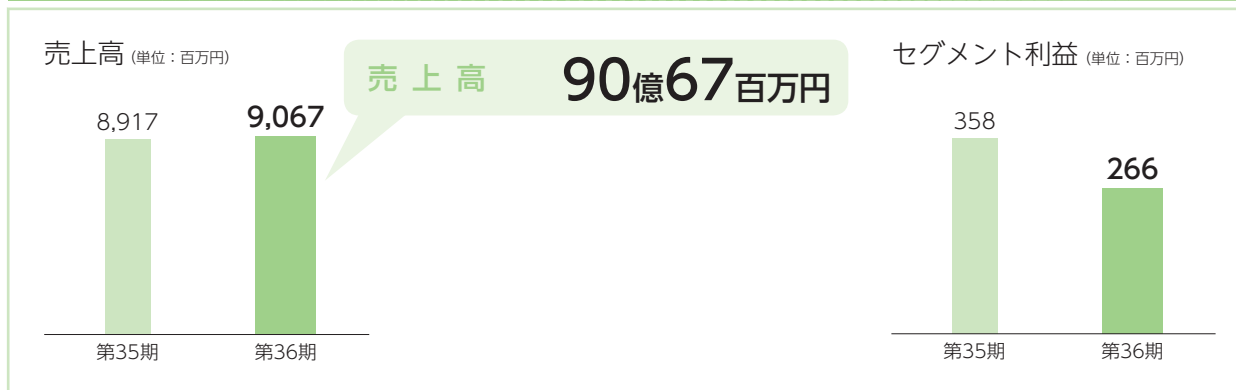 売上高 (単位：百万円)
8,917
9,067
第35期
第36期
売上高 90億67百万円
セグメント利益 (単位：百万円)
358
266
第35期
第36期